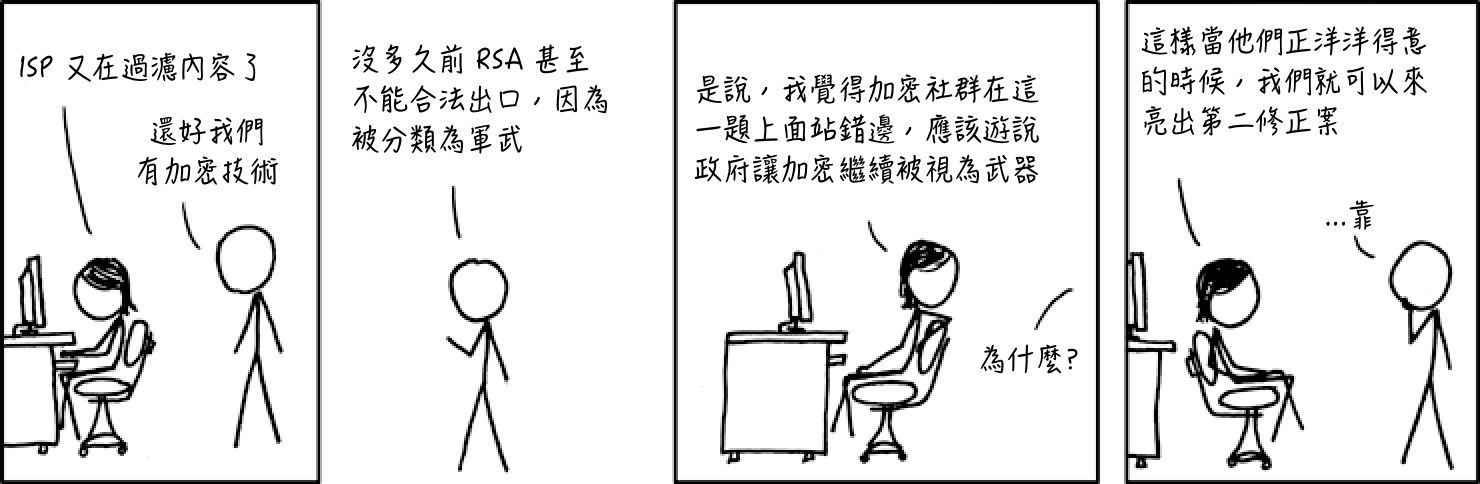 ISP 又在過濾內容了
還好我們
有加密技術
沒多久前 RSA 甚至
不能合法出口，因為
被分類為軍武
是說，我覺得加密社群在這
一題上面站錯邊，應該遊說
政府讓加密繼續被視為武器
為什麼?
這樣當他們正洋洋得意
的時候，我們就可以來
亮出第二修正案
...靠